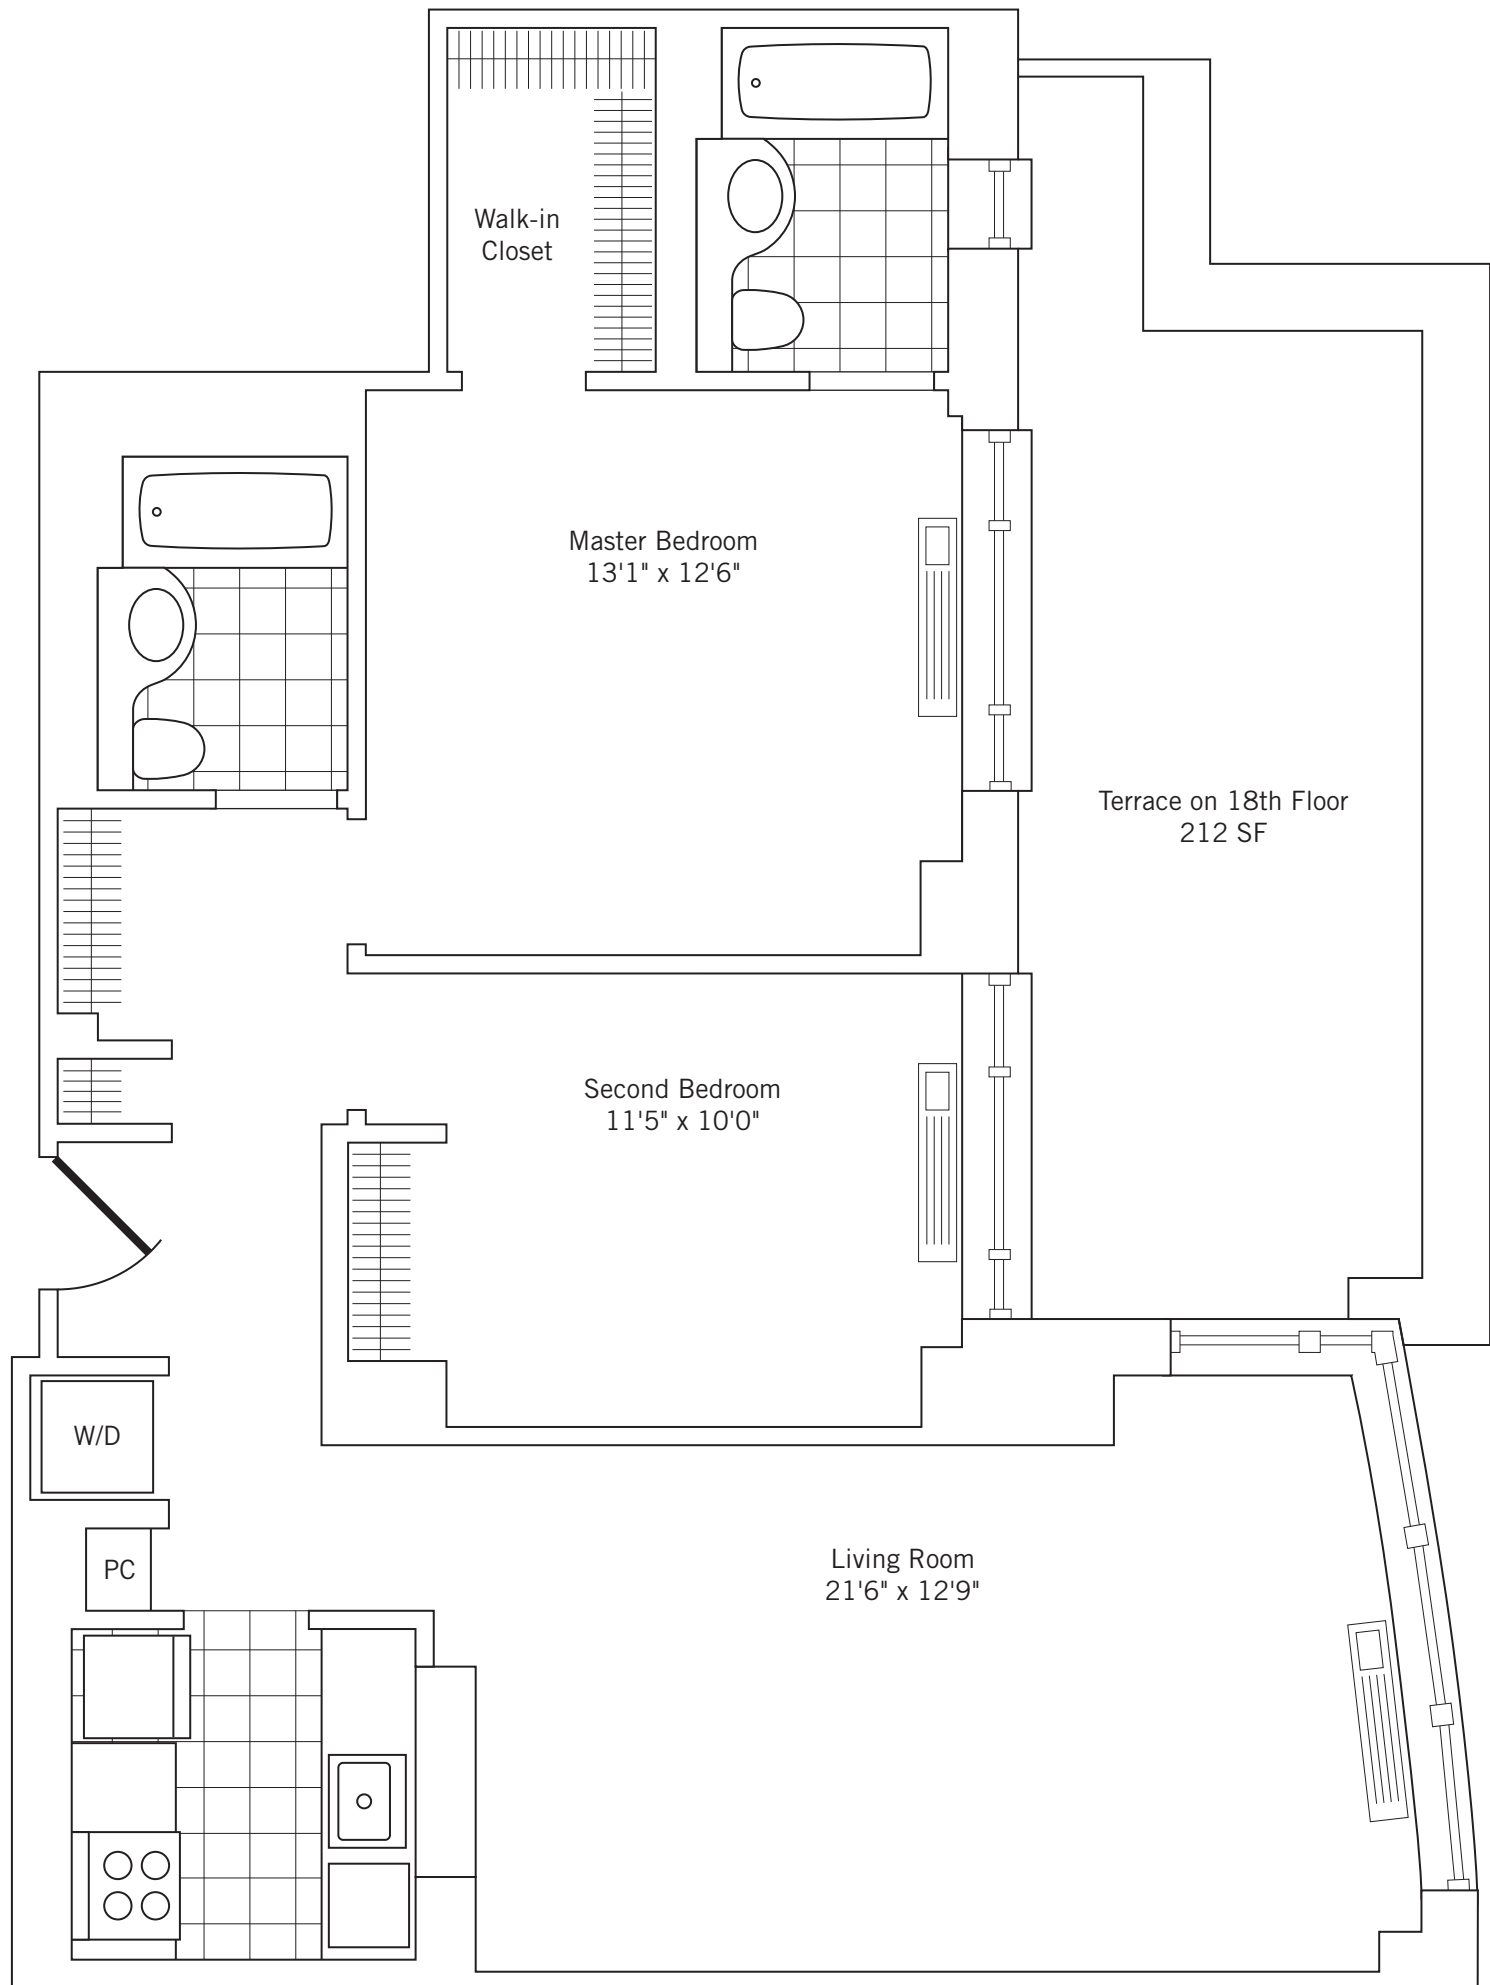 Walk-in
Closet
Master Bedroom
13'1" x 12'6"
Terrace on 18th Floor
212 SF
Second Bedroom
11'5" x 10'0"
W/D
PC
Living Room
21'6" x 12'9"